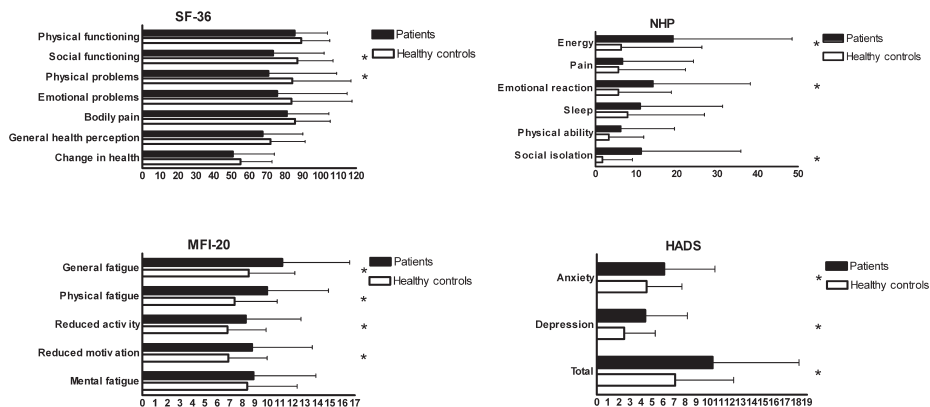 SF-36
Physical functioning
Social functioning *
Physical problems *
Emotional problems
Bodily pain
General health perception
Change in health
0 10 20 30 40 50 60 70 80 90 100 110 120
Patients
Healthy controls
NHP
Energy *
Pain
Emotional reaction *
Sleep
Physical ability
Social isolation *
0 10 20 30 40 50
Patients
Healthy controls
MFI-20
General fatigue *
Physical fatigue *
Reduced activity *
Reduced motivation *
Mental fatigue
0 1 2 3 4 5 6 7 8 9 10 11 12 13 14 15 16 17
Patients
Healthy controls
HADS
Anxiety *
Depression *
Total *
0 1 2 3 4 5 6 7 8 9 10 11 12 13 14 15 16 17 18 19
Patients
Healthy controls